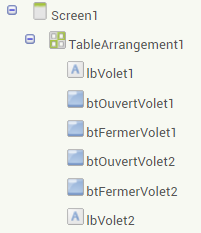 Screen1
TableArrangement1
A lbVolet1
btOuvertVolet1
btFermerVolet1
btOuvertVolet2
btFermerVolet2
A lbVolet2